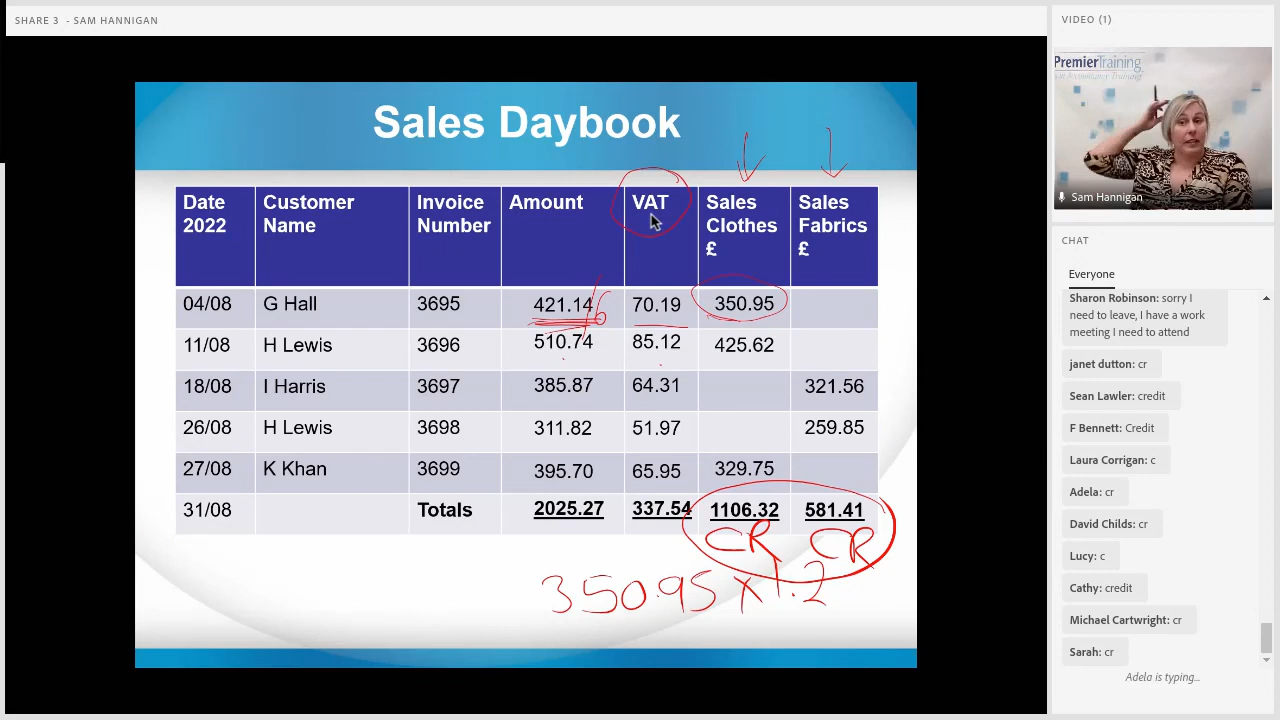 SHARE 3 - SAM HANNIGAN
VIDEO (1)
PremierTraining
Sam Hannigan
Sales Daybook
Date 2022 | Customer Name | Invoice Number | Amount | VAT | Sales Clothes £ | Sales Fabrics £
04/08 | G Hall | 3695 | 421.14 | 70.19 | 350.95
6
11/08 | H Lewis | 3696 | 510.74 | 85.12 | 425.62
18/08 | I Harris | 3697 | 385.87 | 64.31 | 321.56
26/08 | H Lewis | 3698 | 311.82 | 51.97 | 259.85
27/08 | K Khan | 3699 | 395.70 | 65.95 | 329.75
31/08 | Totals | 2025.27 | 337.54 | 1106.32 | 581.41
CR CR
350.95 x 1.2
CHAT
Everyone
Sharon Robinson: sorry I
need to leave, I have a work
meeting I need to attend
janet dutton: cr
Sean Lawler: credit
F Bennett: Credit
Laura Corrigan: c
Adela: cr
David Childs: cr
Lucy: c
Cathy: credit
Michael Cartwright: cr
Sarah: cr
Adela is typing...